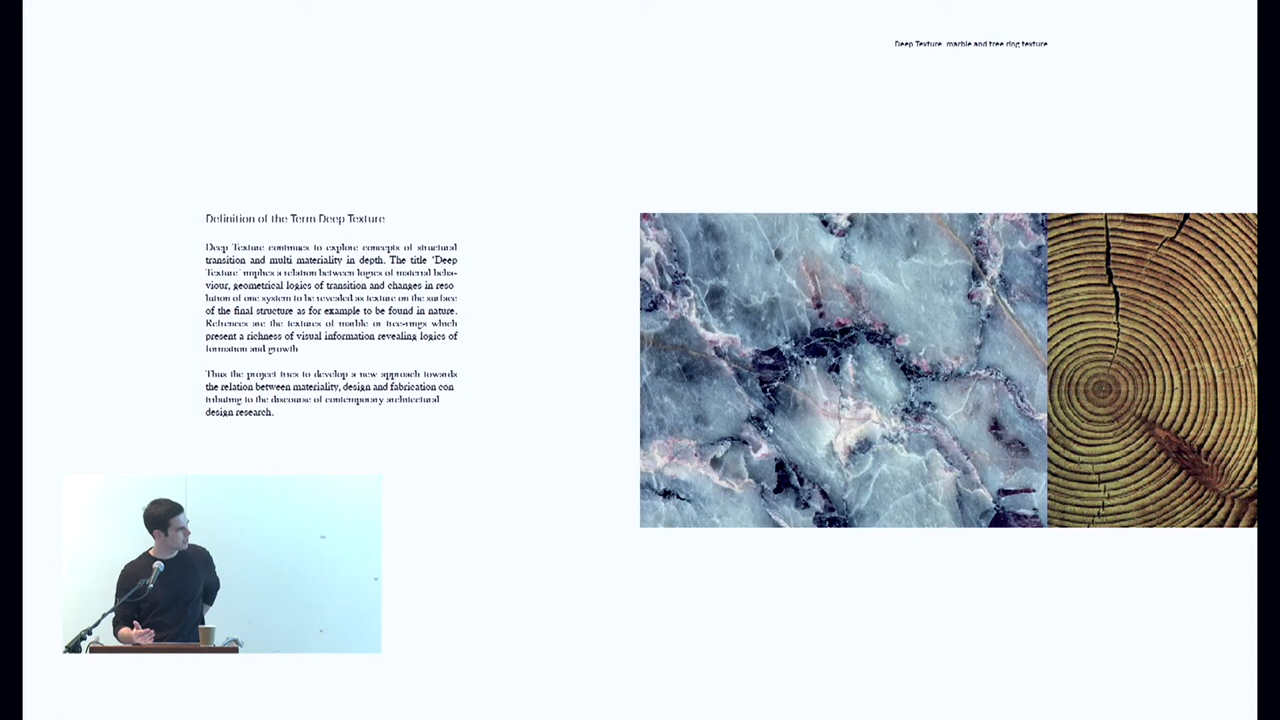 Deep Texture marble and tree ring texture
Definition of the Term Deep Texture
Deep Texture continues to explore concepts of structural
transition and multi materiality in depth. The title 'Deep
Texture' implies a relation between logics of material beha-
viour, geometrical logics of transition and changes in reso
lution of one system to be revealed as texture on the surface
of the final structure as for example to be found in nature.
Refrences are the textures of marble or tree-rings which
present a richness of visual information revealing logics of
formation and growth
Thus the project tries to develop a new approach towards
the relation between materiality, design and fabrication con
tributing to the discourse of contemporary architectural
design research.